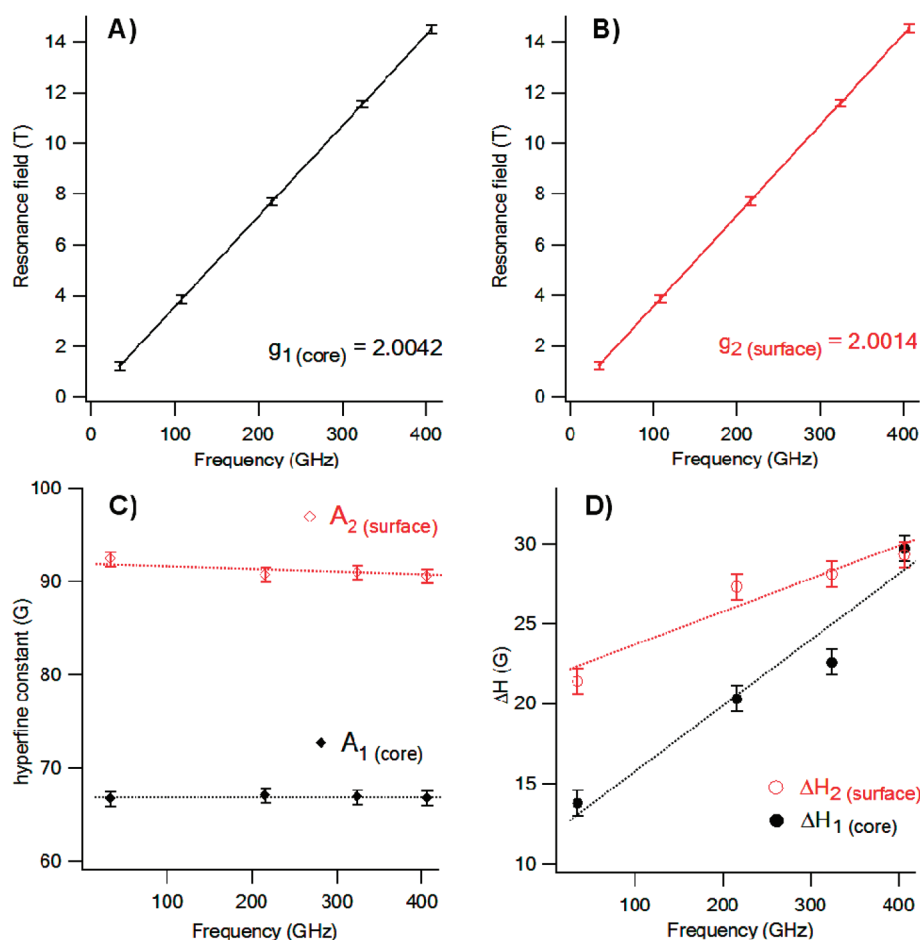 A)
Resonance field (T)
14
12
10
8
6
4
2
0
g1 (core) = 2.0042
0 100 200 300 400
Frequency (GHz)
B)
Resonance field (T)
14
12
10
8
6
4
2
0
g2 (surface) = 2.0014
0 100 200 300 400
Frequency (GHz)
C)
hyperfine constant (G)
100
90
80
70
60
A2 (surface)
A1 (core)
100 200 300 400
Frequency (GHz)
D)
ΔH (G)
30
25
20
15
10
ΔH2 (surface)
ΔH1 (core)
100 200 300 400
Frequency (GHz)